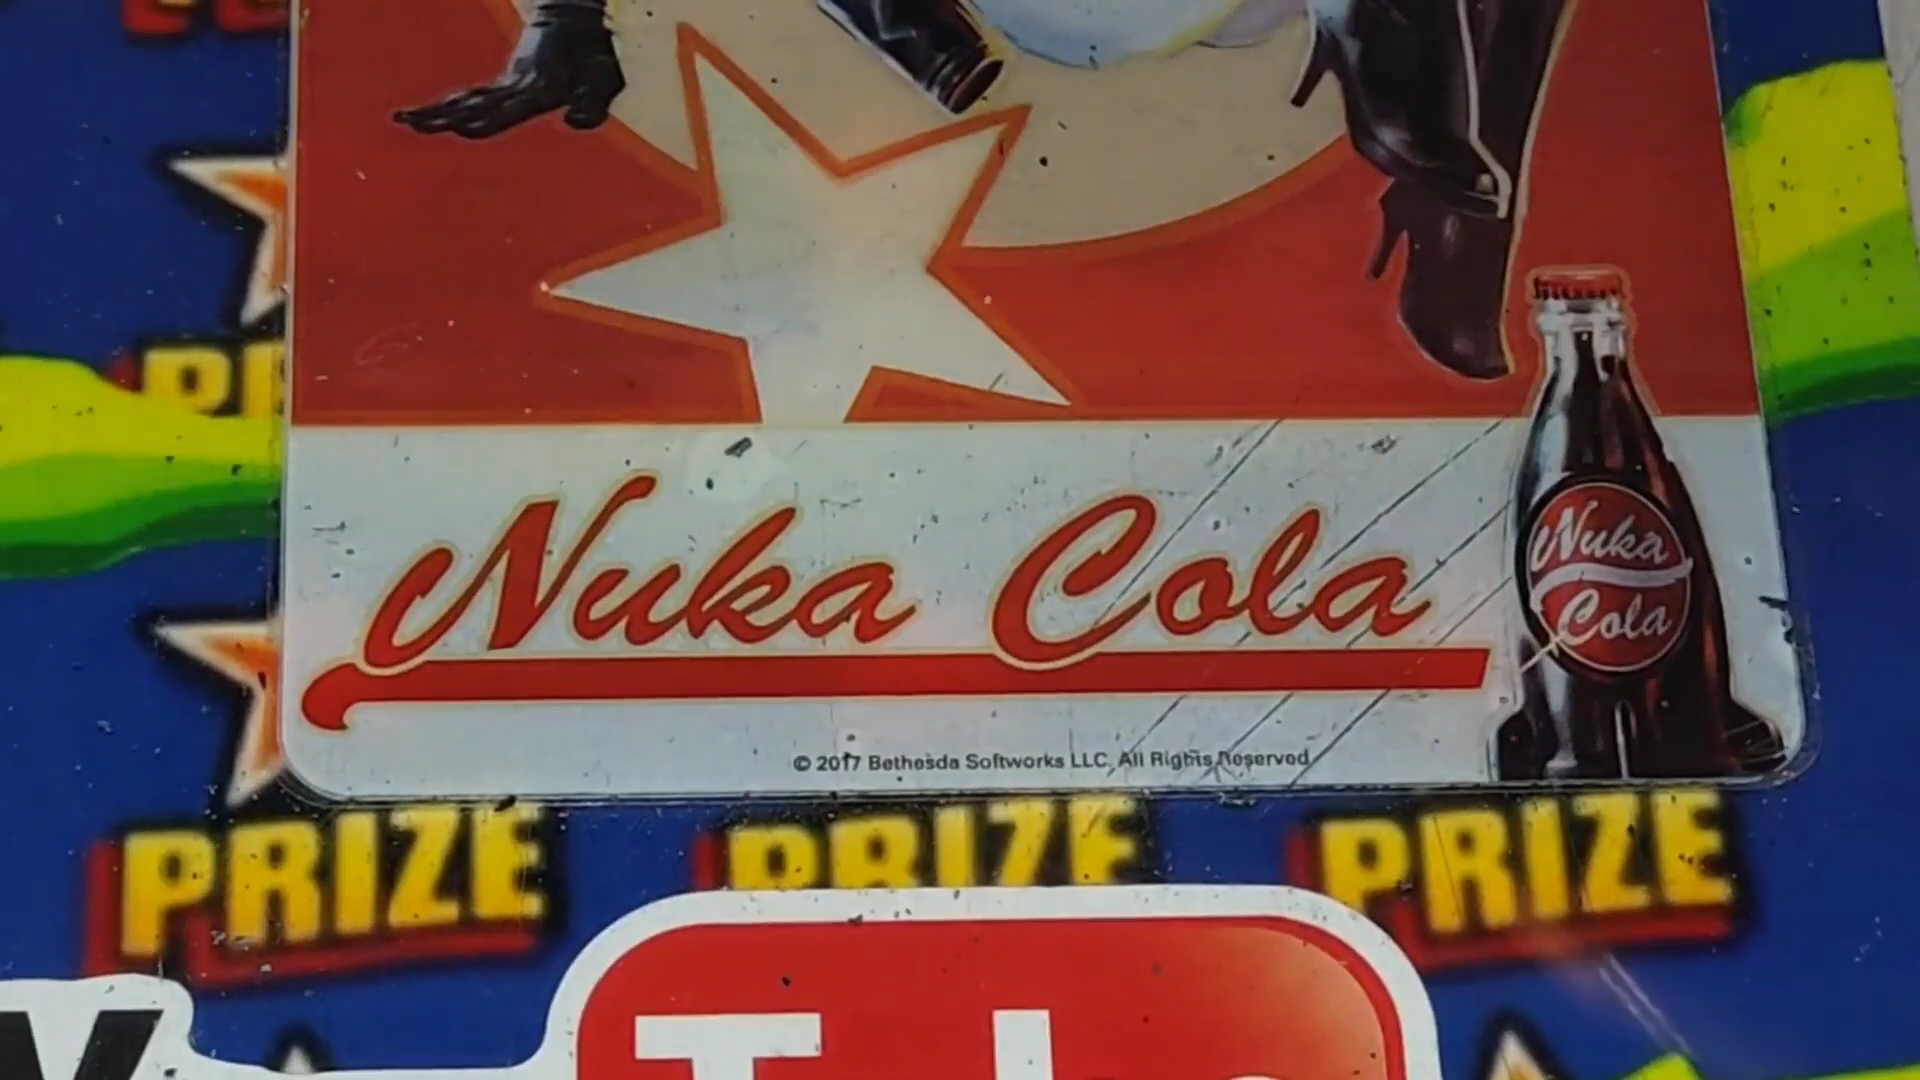 Nuka Cola
Nuka
Cola
© 2017 Bethesda Softworks LLC. All Rights Reserved
PRIZE PRIZE PRIZE